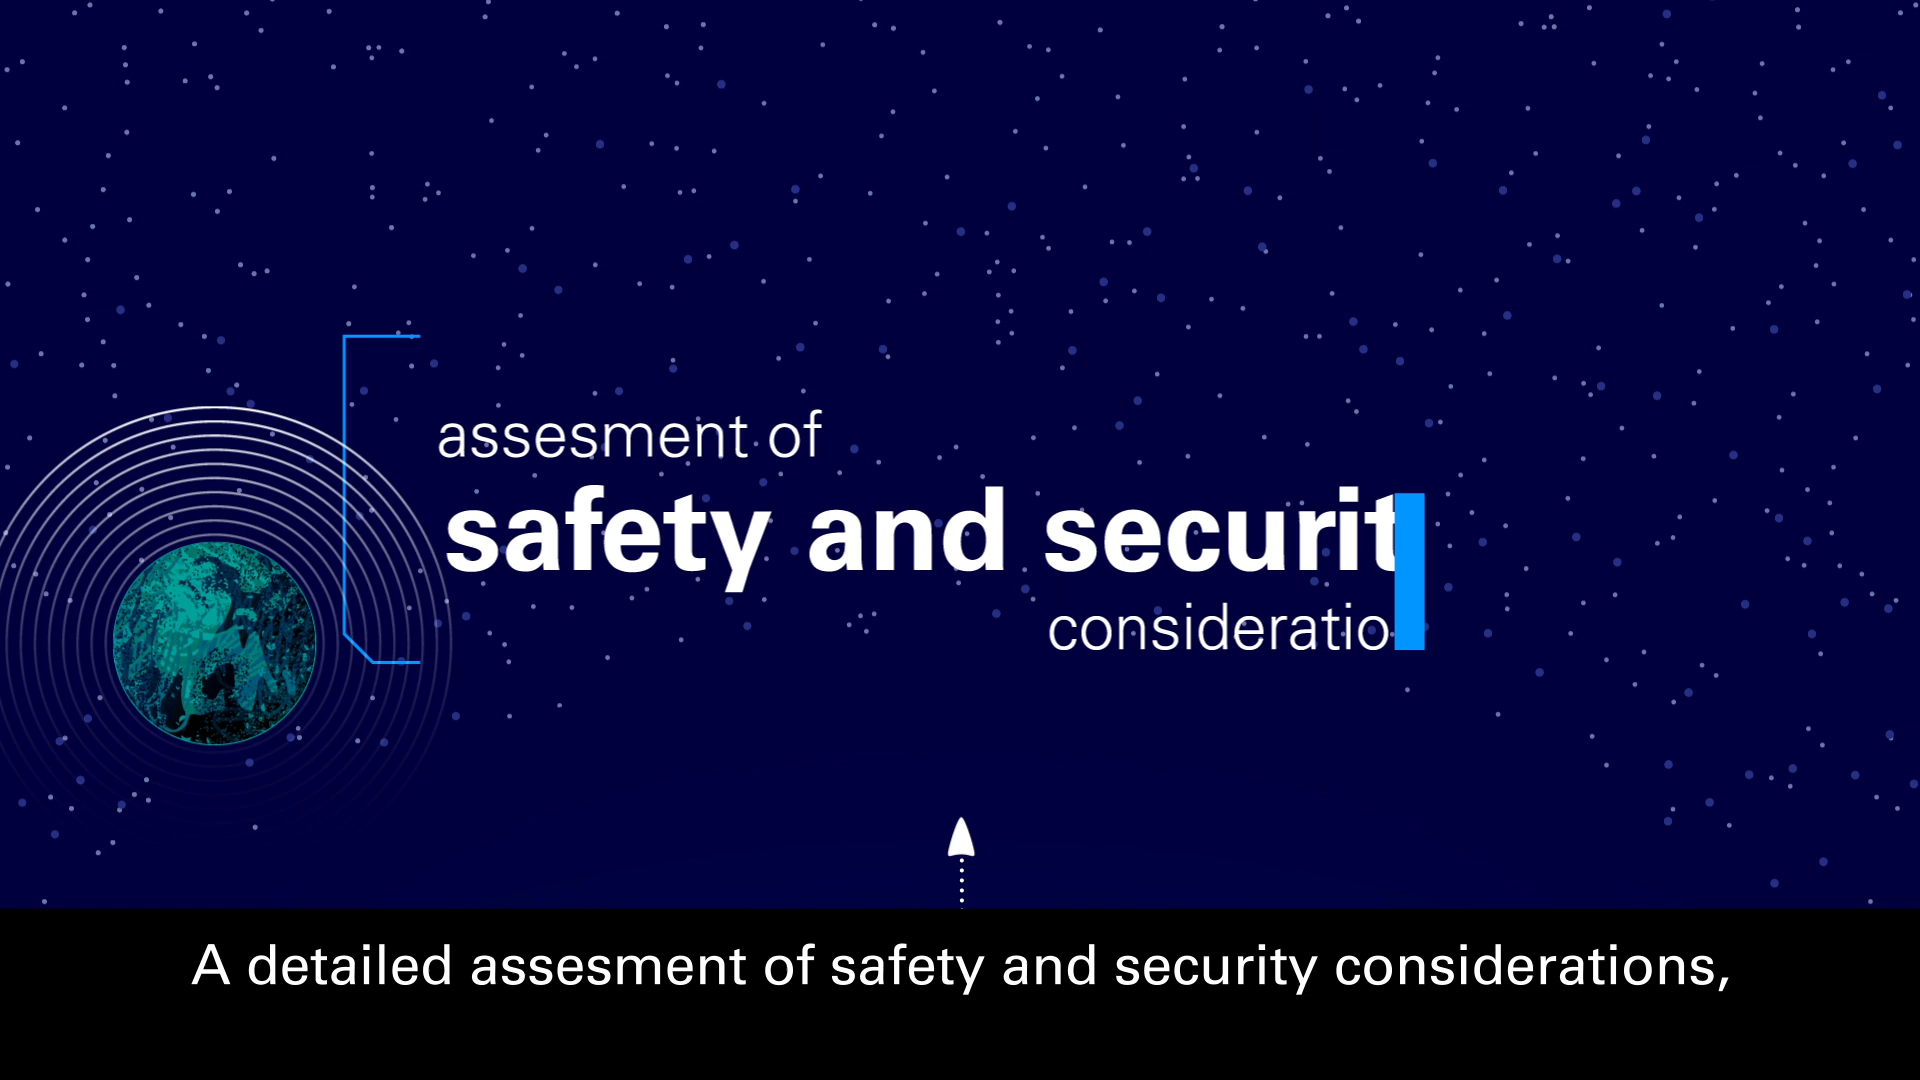 assesment of
safety and securit
consideratio
A detailed assesment of safety and security considerations,